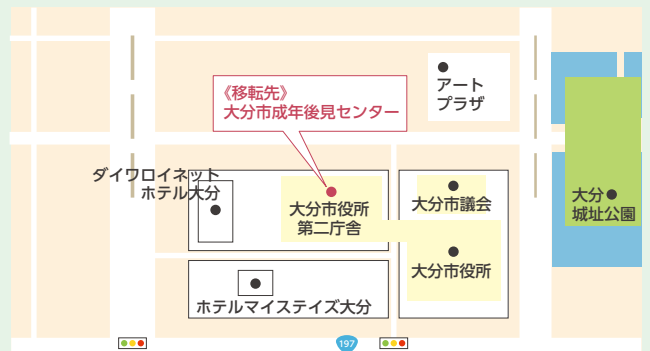 アート
プラザ
《移転先》
大分市成年後見センター
ダイワロイネット
ホテル大分
大分市役所
第二庁舎
大分市議会
大分
城址公園
大分市役所
ホテルマイステイズ大分
197